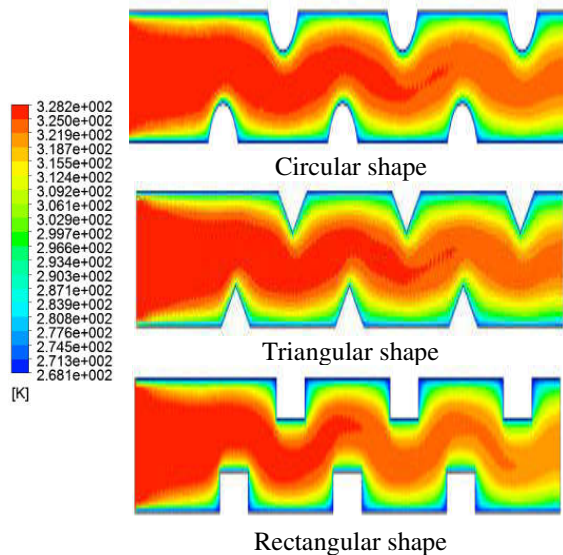 3.282e+002
3.250e+002
3.219e+002
3.187e+002
3.155e+002
3.124e+002
3.092e+002
3.061e+002
3.029e+002
2.997e+002
2.966e+002
2.934e+002
2.903e+002
2.871e+002
2.839e+002
2.808e+002
2.776e+002
2.745e+002
2.713e+002
2.681e+002
[K]
Circular shape
Triangular shape
Rectangular shape